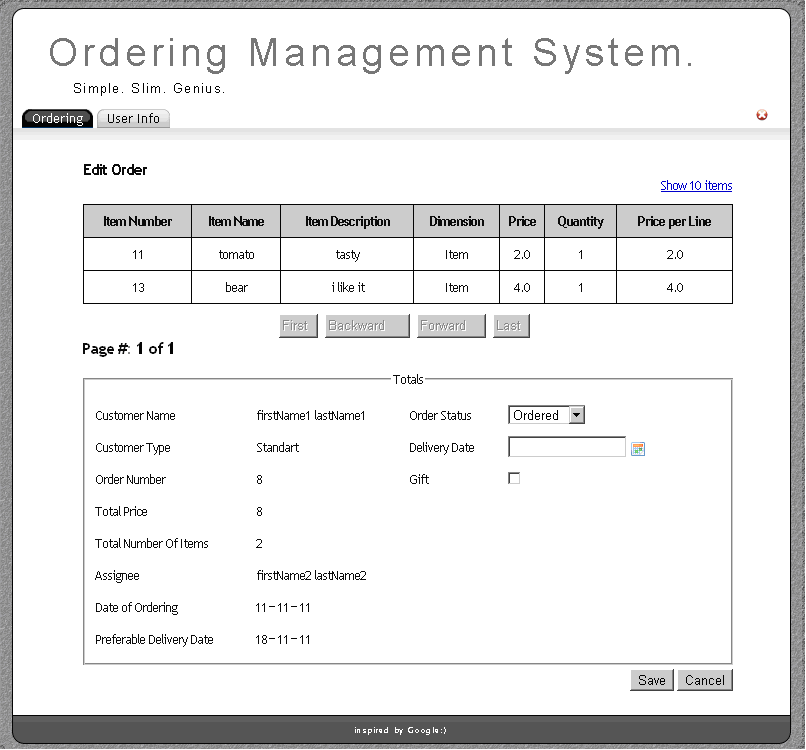 Ordering Management System.
Simple. Slim. Genius.
Ordering User Info
Edit Order
Show 10 items
Item Number Item Name Item Description Dimension Price Quantity Price per Line
11 tomato tasty Item 2.0 1 2.0
13 bear i like it Item 4.0 1 4.0
First Backward Forward Last
Page #: 1 of 1
Totals
Customer Name firstName1 lastName1 Order Status Ordered
Customer Type Standart Delivery Date
Order Number 8 Gift
Total Price 8
Total Number Of Items 2
Assignee firstName2 lastName2
Date of Ordering 11-11-11
Preferable Delivery Date 18-11-11
Save Cancel
inspired by Google:)